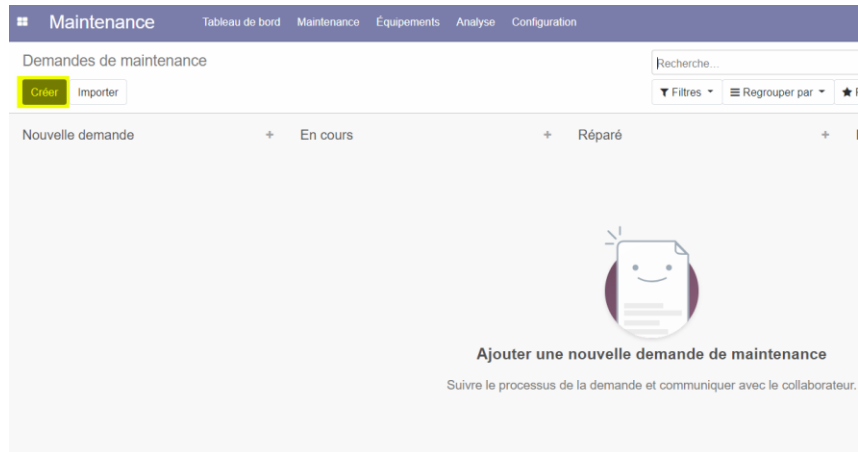 Maintenance Tableau de bord Maintenance Équipements Analyse Configuration
Demandes de maintenance
Recherche...
Créer Importer
Filtres Regrouper par
Nouvelle demande + En cours + Réparé +
Ajouter une nouvelle demande de maintenance
Suivre le processus de la demande et communiquer avec le collaborateur.